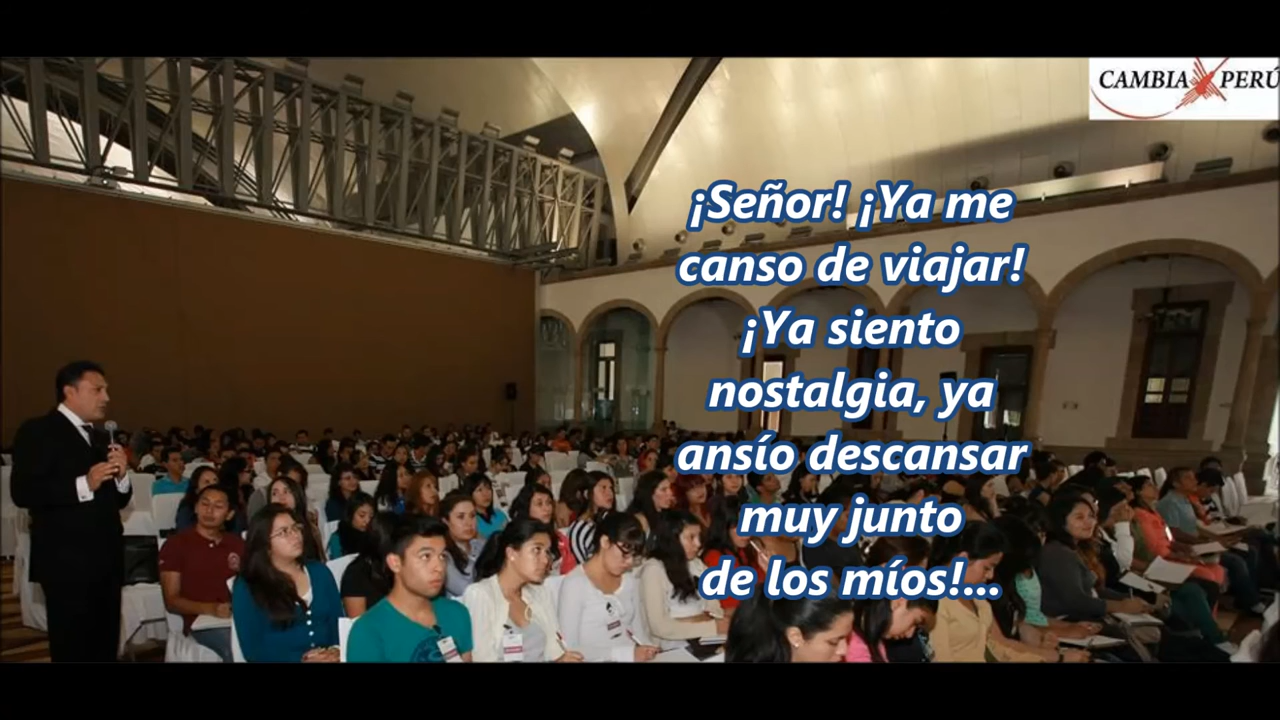 CAMBIA PERÚ
¡Señor! ¡Ya me
canso de viajar!
¡Ya siento
nostalgia, ya
ansío descansar
muy junto
de los míos!...